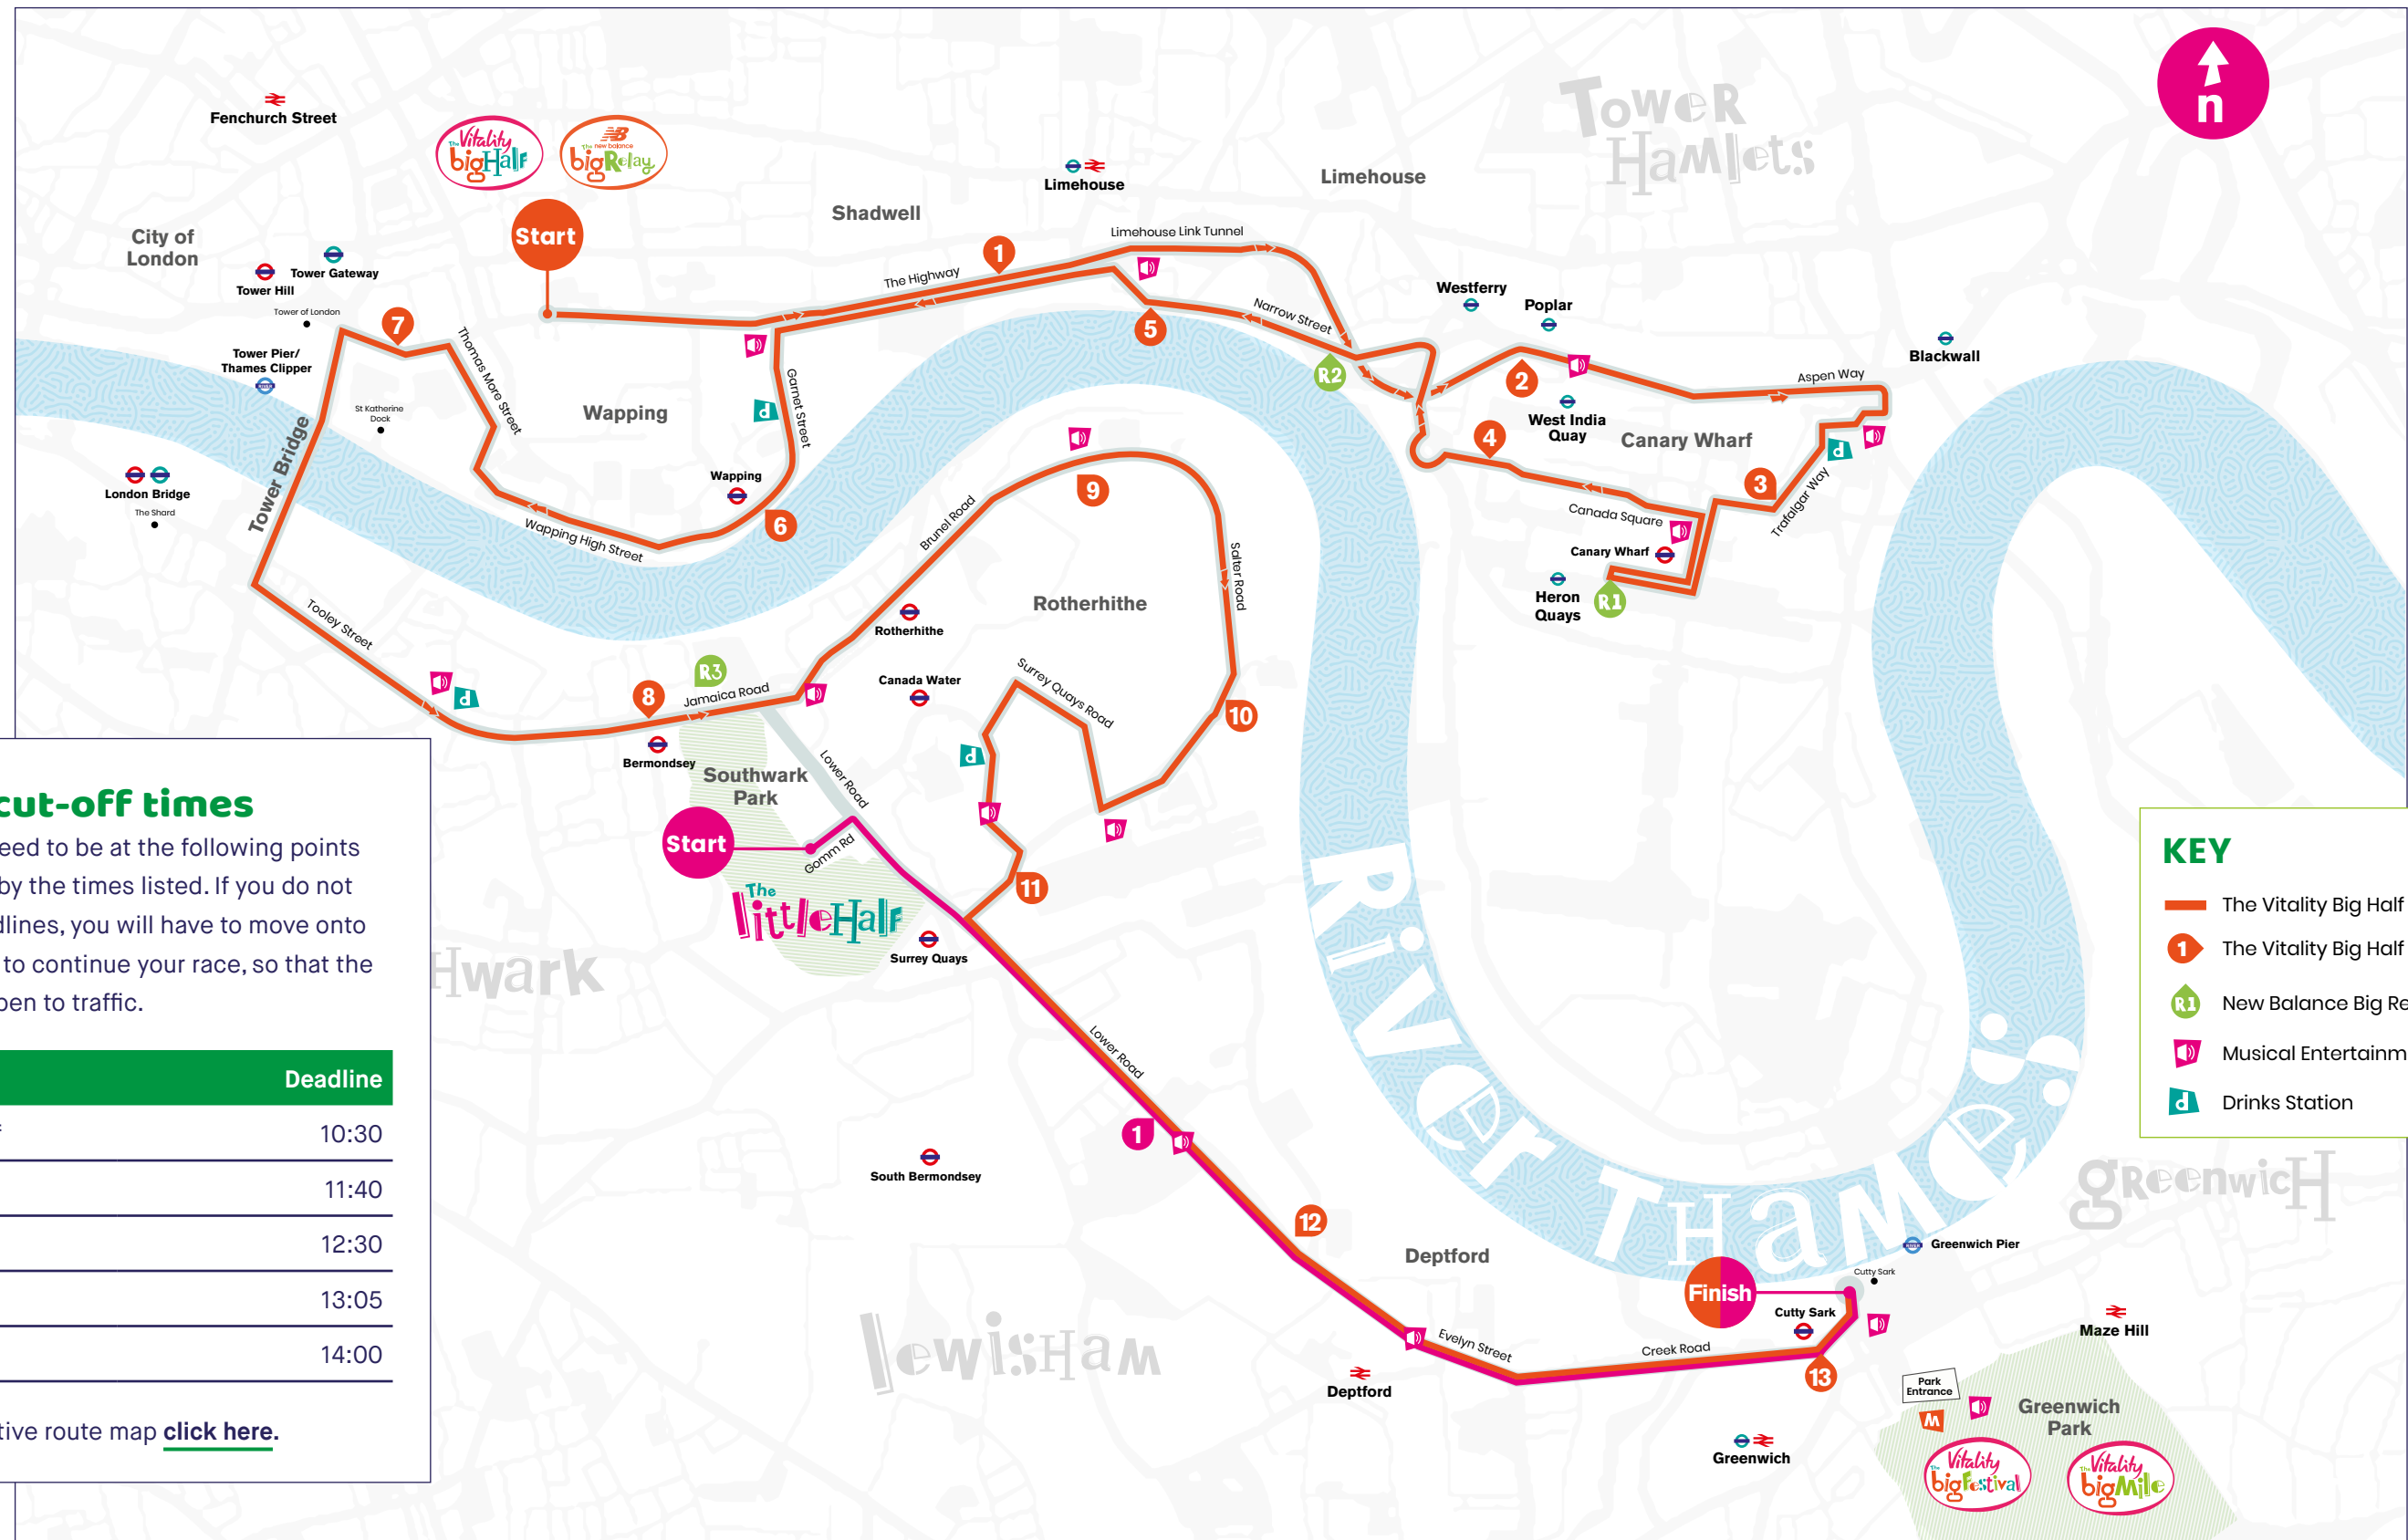 n
Tower
Hamlets
Fenchurch Street
The Vitality
bigHalf
NB
The new balance
bigRelay
Start
City of
London
Tower Gateway
Tower Hill
Tower of London
Tower Pier/
Thames Clipper
St Katherine
Dock
London Bridge
The Shard
Tower Bridge
7
Thomas More Street
Wapping
Wapping
Garnet Street
d
6
Wapping High Street
Shadwell
The Highway
1
Limehouse
Limehouse
Limehouse Link Tunnel
5
Narrow Street
R2
Westferry
Poplar
2
West India
Quay
Canary Wharf
Aspen Way
Blackwall
d
4
3
Trafalgar Way
Canada Square
Canary Wharf
Heron
Quays
R1
Tooley Street
d
8
R3
Jamaica Road
Bermondsey
Southwark
Park
Lower Road
Brunel Road
9
Rotherhithe
Rotherhithe
Salter Road
Canada Water
Surrey Quays Road
10
d
11
Start
Gomm Rd
The
littleHalf
Surrey Quays
Hwark
Lower Road
1
South Bermondsey
12
lewisham
Deptford
Deptford
Evelyn Street
Creek Road
Finish
Cutty Sark
Cutty Sark
13
Greenwich Pier
River Thames
greenwich
Maze Hill
Greenwich
Park
Entrance
M
Greenwich
Park
The Vitality
bigFestival
The Vitality
bigMile
cut-off times
eed to be at the following points
by the times listed. If you do not
dlines, you will have to move onto
to continue your race, so that the
pen to traffic.
Deadline
10:30
11:40
12:30
13:05
14:00
tive route map click here.
KEY
The Vitality Big Half
1 The Vitality Big Half
R1 New Balance Big Re
Musical Entertainm
d Drinks Station